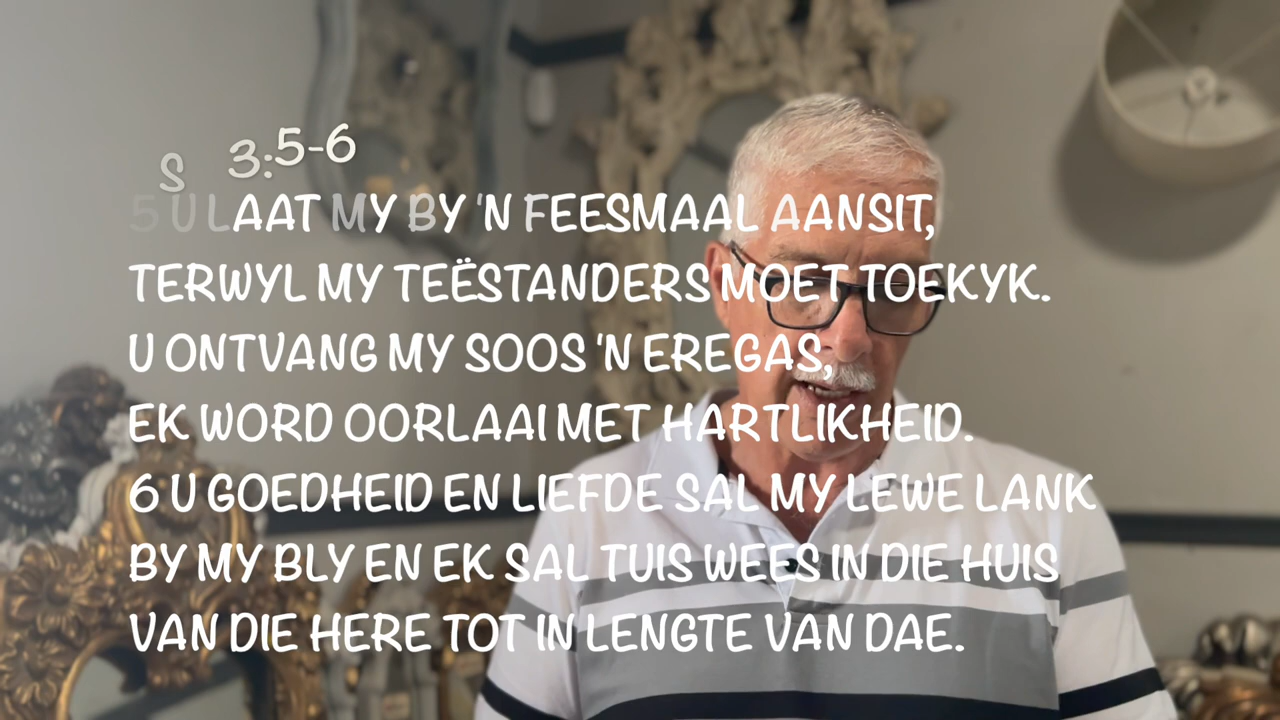 S 3:5-6
5 U LAAT MY BY 'N FEESMAAL AANSIT,
TERWYL MY TEËSTANDERS MOET TOEKYK.
U ONTVANG MY SOOS 'N EREGAS,
EK WORD OORLAAI MET HARTLIKHEID.
6 U GOEDHEID EN LIEFDE SAL MY LEWE LANK
BY MY BLY EN EK SAL TUIS WEES IN DIE HUIS
VAN DIE HERE TOT IN LENGTE VAN DAE.